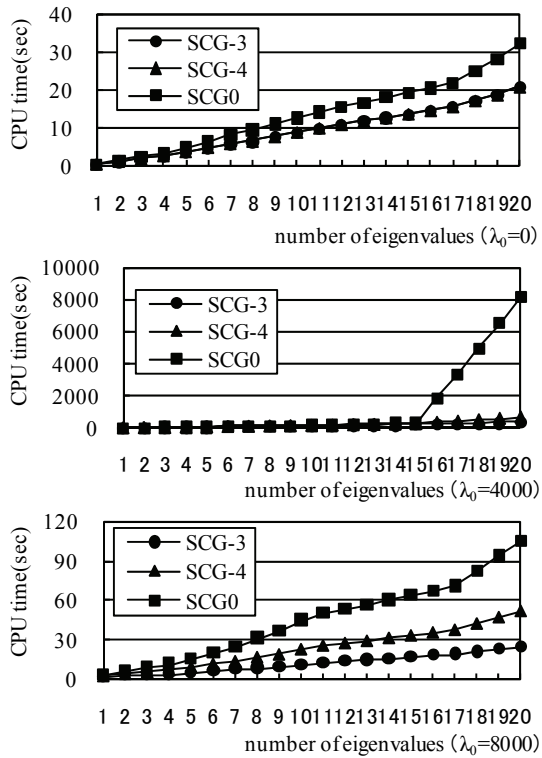 40
30
20
10
0
CPU time(sec)
SCG-3
SCG-4
SCG0
1 2 3 4 5 6 7 8 9 1011121314151617181920
number of eigenvalues (λ₀=0)
10000
8000
6000
4000
2000
0
CPU time(sec)
SCG-3
SCG-4
SCG0
1 2 3 4 5 6 7 8 9 1011121314151617181920
number of eigenvalues (λ₀=4000)
120
90
60
30
0
CPU time(sec)
SCG-3
SCG-4
SCG0
1 2 3 4 5 6 7 8 9 1011121314151617181920
number of eigenvalues (λ₀=8000)